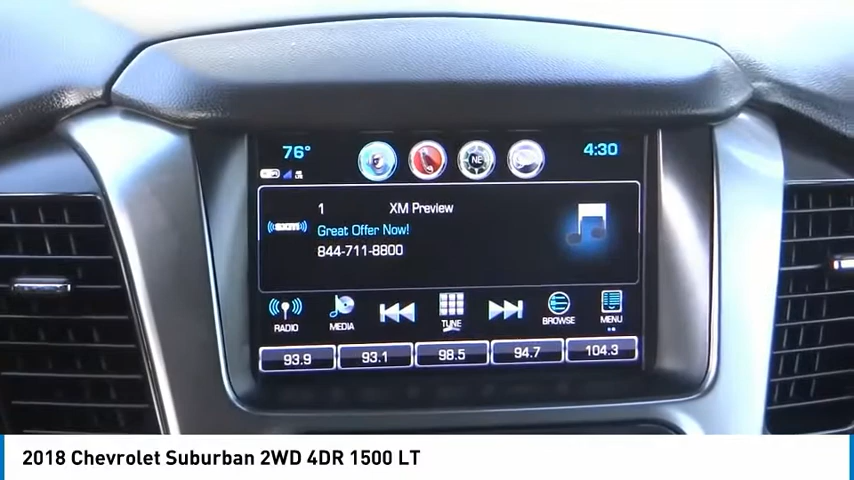 76° 4:30
NE
1 XM Preview
Great Offer Now!
844-711-8800
RADIO MEDIA TUNE BROWSE MENU
93.9 93.1 98.5 94.7 104.3
2018 Chevrolet Suburban 2WD 4DR 1500 LT